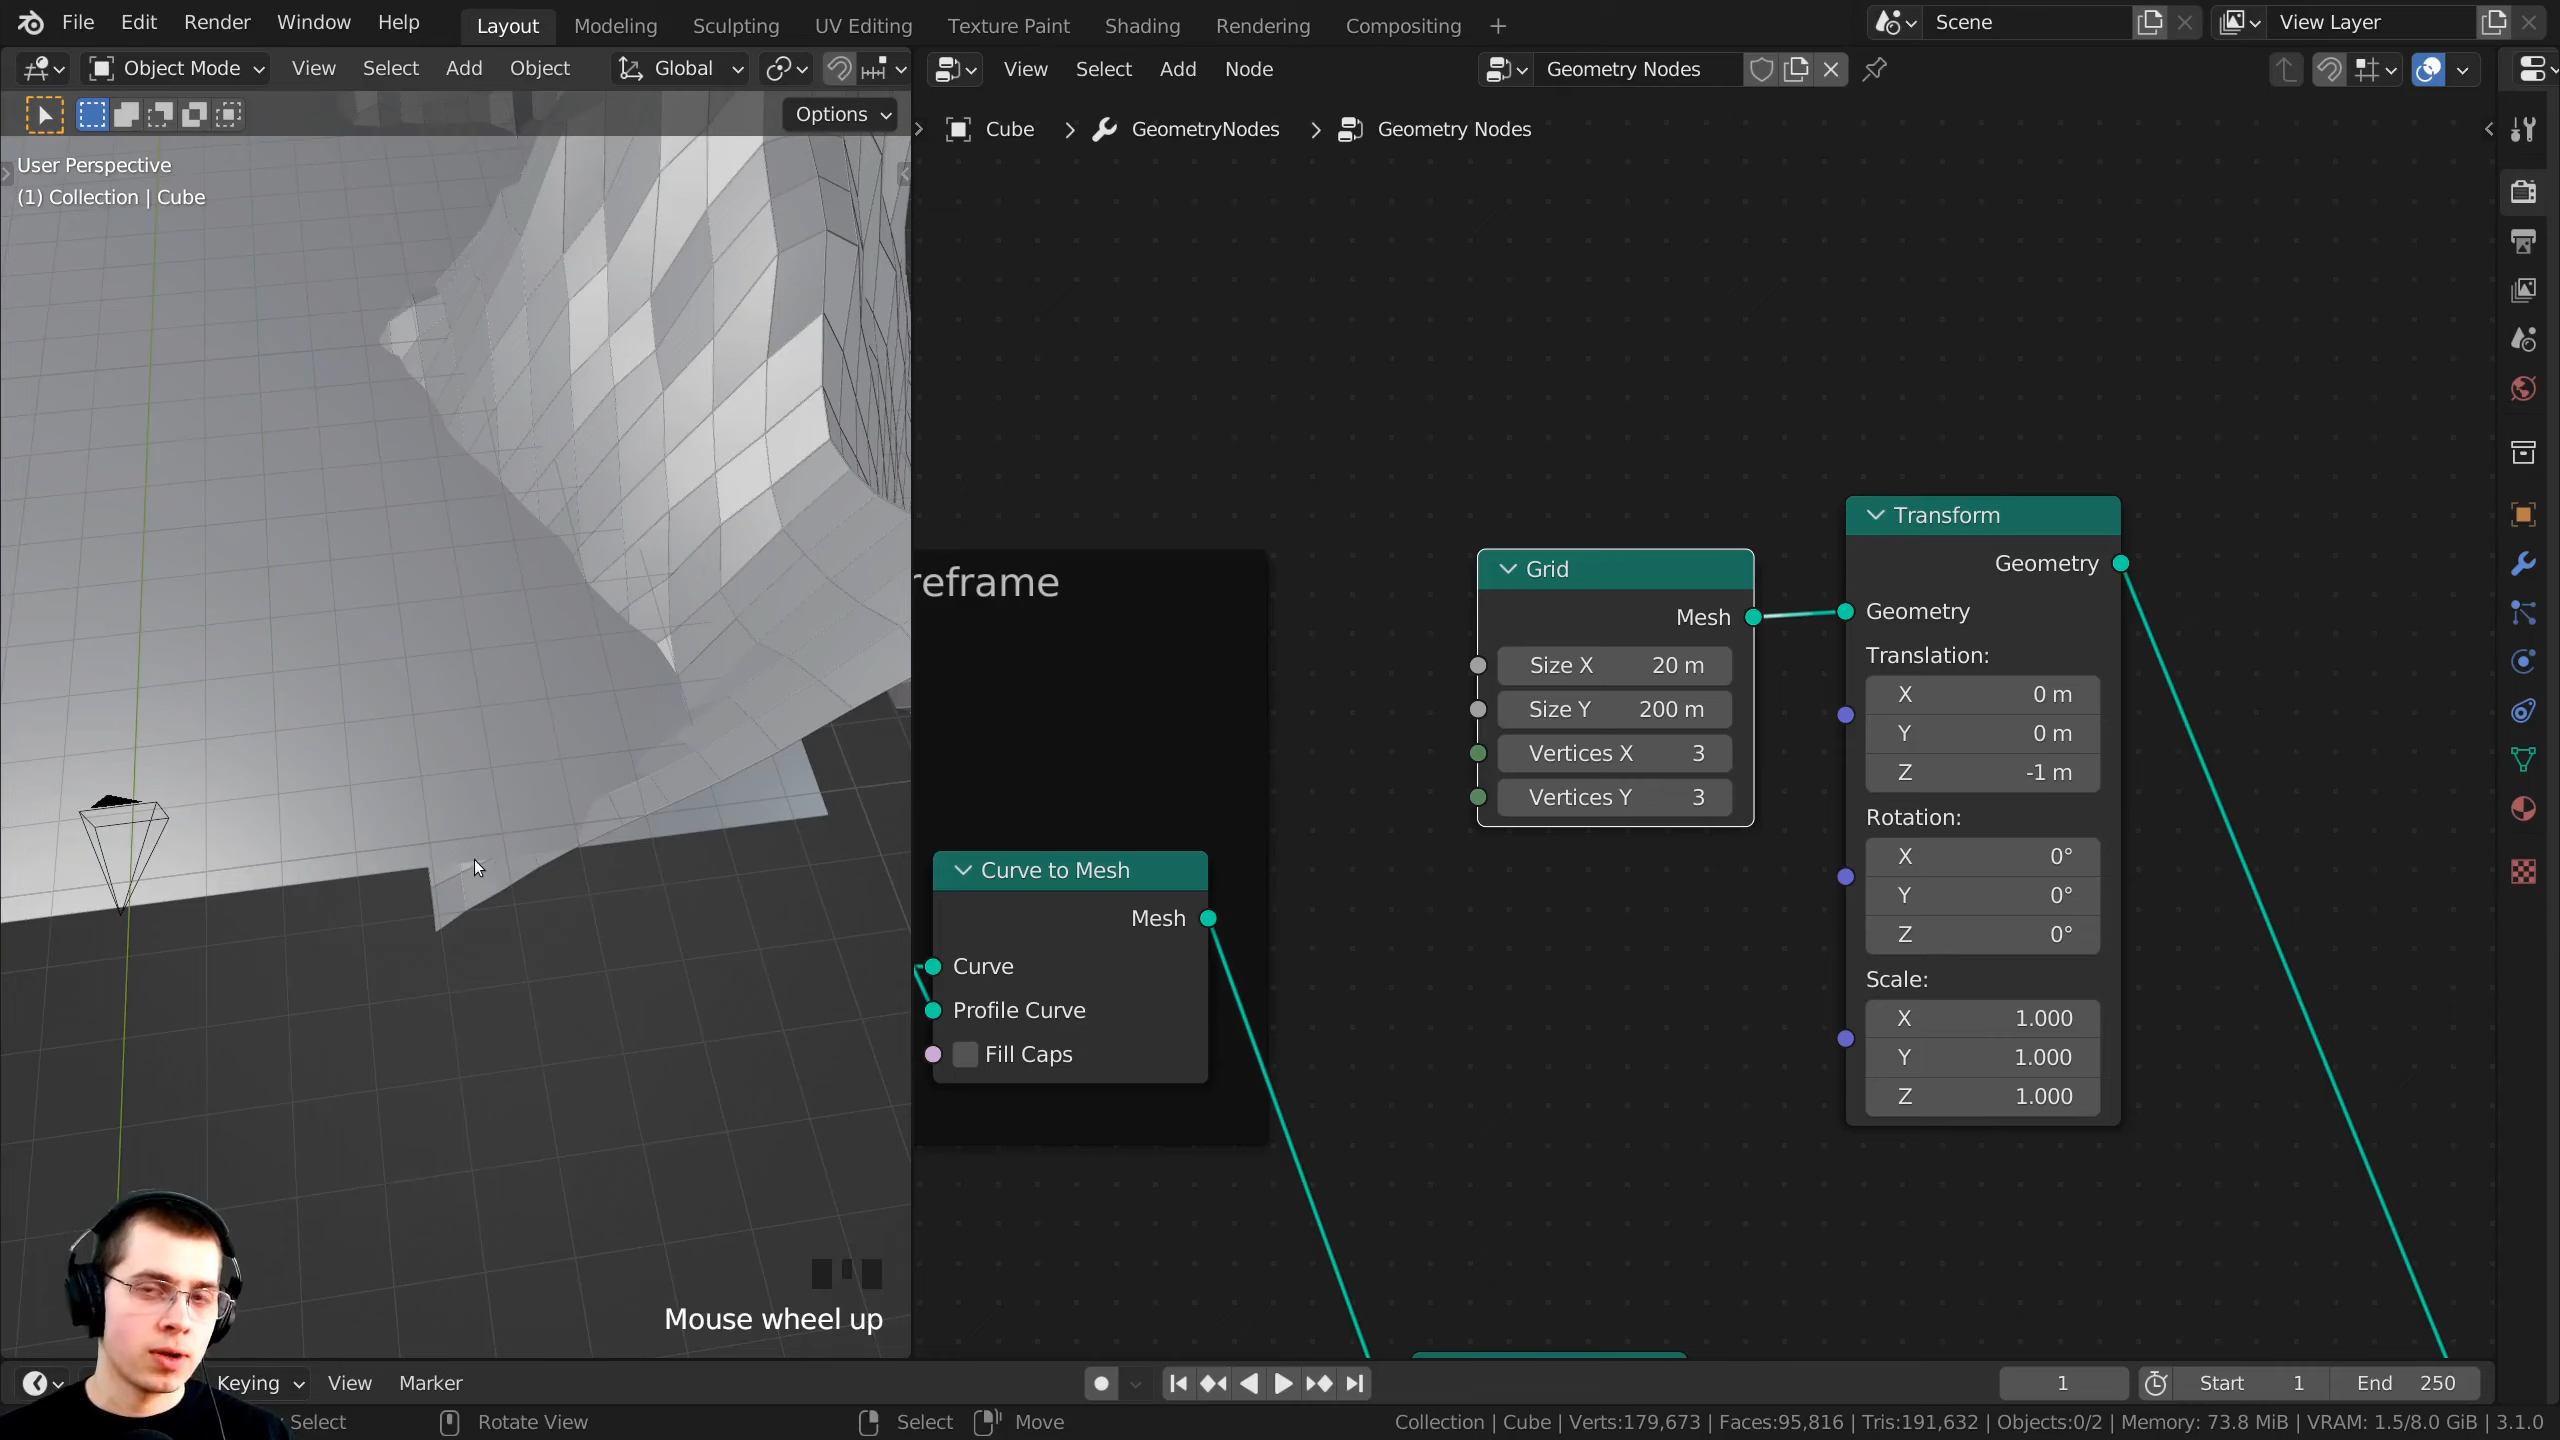 File Edit Render Window Help Layout Modeling Sculpting UV Editing Texture Paint Shading Rendering Compositing + Scene View Layer
Object Mode View Select Add Object Global View Select Add Node Geometry Nodes
Options
Cube > GeometryNodes > Geometry Nodes
User Perspective
(1) Collection | Cube
Transform
Geometry
Geometry
Translation:
X 0 m
Y 0 m
Z -1 m
Rotation:
X 0°
Y 0°
Z 0°
Scale:
X 1.000
Y 1.000
Z 1.000
Grid
Mesh
Size X 20 m
Size Y 200 m
Vertices X 3
Vertices Y 3
reframe
Curve to Mesh
Mesh
Curve
Profile Curve
Fill Caps
Mouse wheel up
Keying View Marker 1 Start 1 End 250
Select Rotate View Select Move Collection | Cube | Verts:179,673 | Faces:95,816 | Tris:191,632 | Objects:0/2 | Memory: 73.8 MiB | VRAM: 1.5/8.0 GiB | 3.1.0